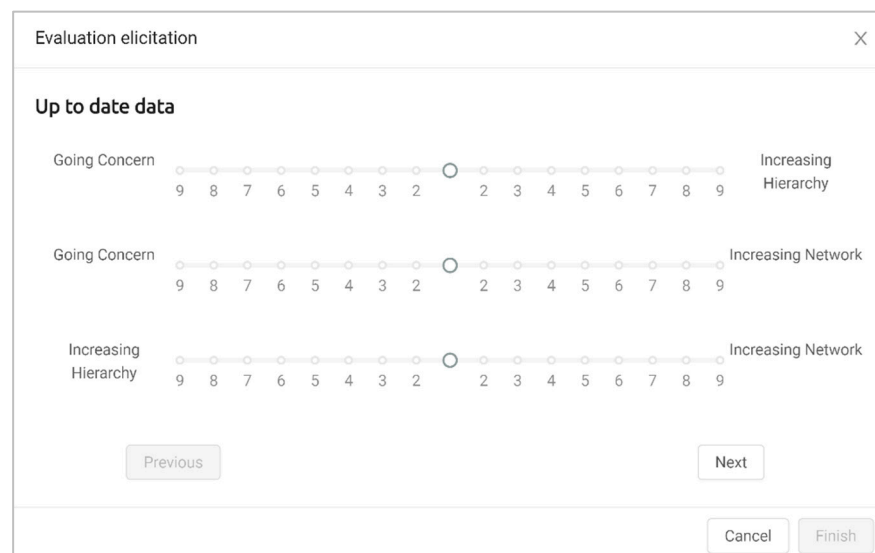 Evaluation elicitation
Up to date data
Going Concern
Increasing
Hierarchy
9 8 7 6 5 4 3 2 2 3 4 5 6 7 8 9
Going Concern
Increasing Network
9 8 7 6 5 4 3 2 2 3 4 5 6 7 8 9
Increasing
Hierarchy
Increasing Network
9 8 7 6 5 4 3 2 2 3 4 5 6 7 8 9
Previous
Next
Cancel
Finish